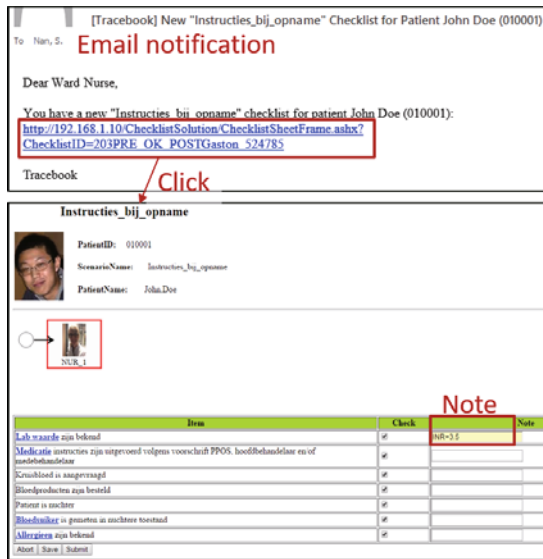 [Tracebook] New "Instructies_bij_opname" Checklist for Patient John Doe (010001)
To Nan, S.
Email notification
Dear Ward Nurse,
You have a new "Instructies_bij_opname" checklist for patient John Doe (010001):
http://192.168.1.10/ChecklistSolution/ChecklistSheetFrame.ashx?
ChecklistID=203PRE_OK_POSTGaston_524785
Tracebook
Click
Instructies_bij_opname
PatientID: 010001
ScenarioName: Instructies_bij_opname
PatientName: John.Doe
NUR_1
Note
Item Check Note
Lab waarde zijn bekend INR=3.5
Medicatie instructies zijn uitgevoerd volgens voorschrift PPOS, hoofdbehandelaar en/of
medebehandelaar
Kruisbloed is aangevraagd
Bloedproducten zijn besteld
Patient is nuchter
Bloedsuiker is gemeten in nuchtere toestand
Allergieen zijn bekend
Abort Save Submit